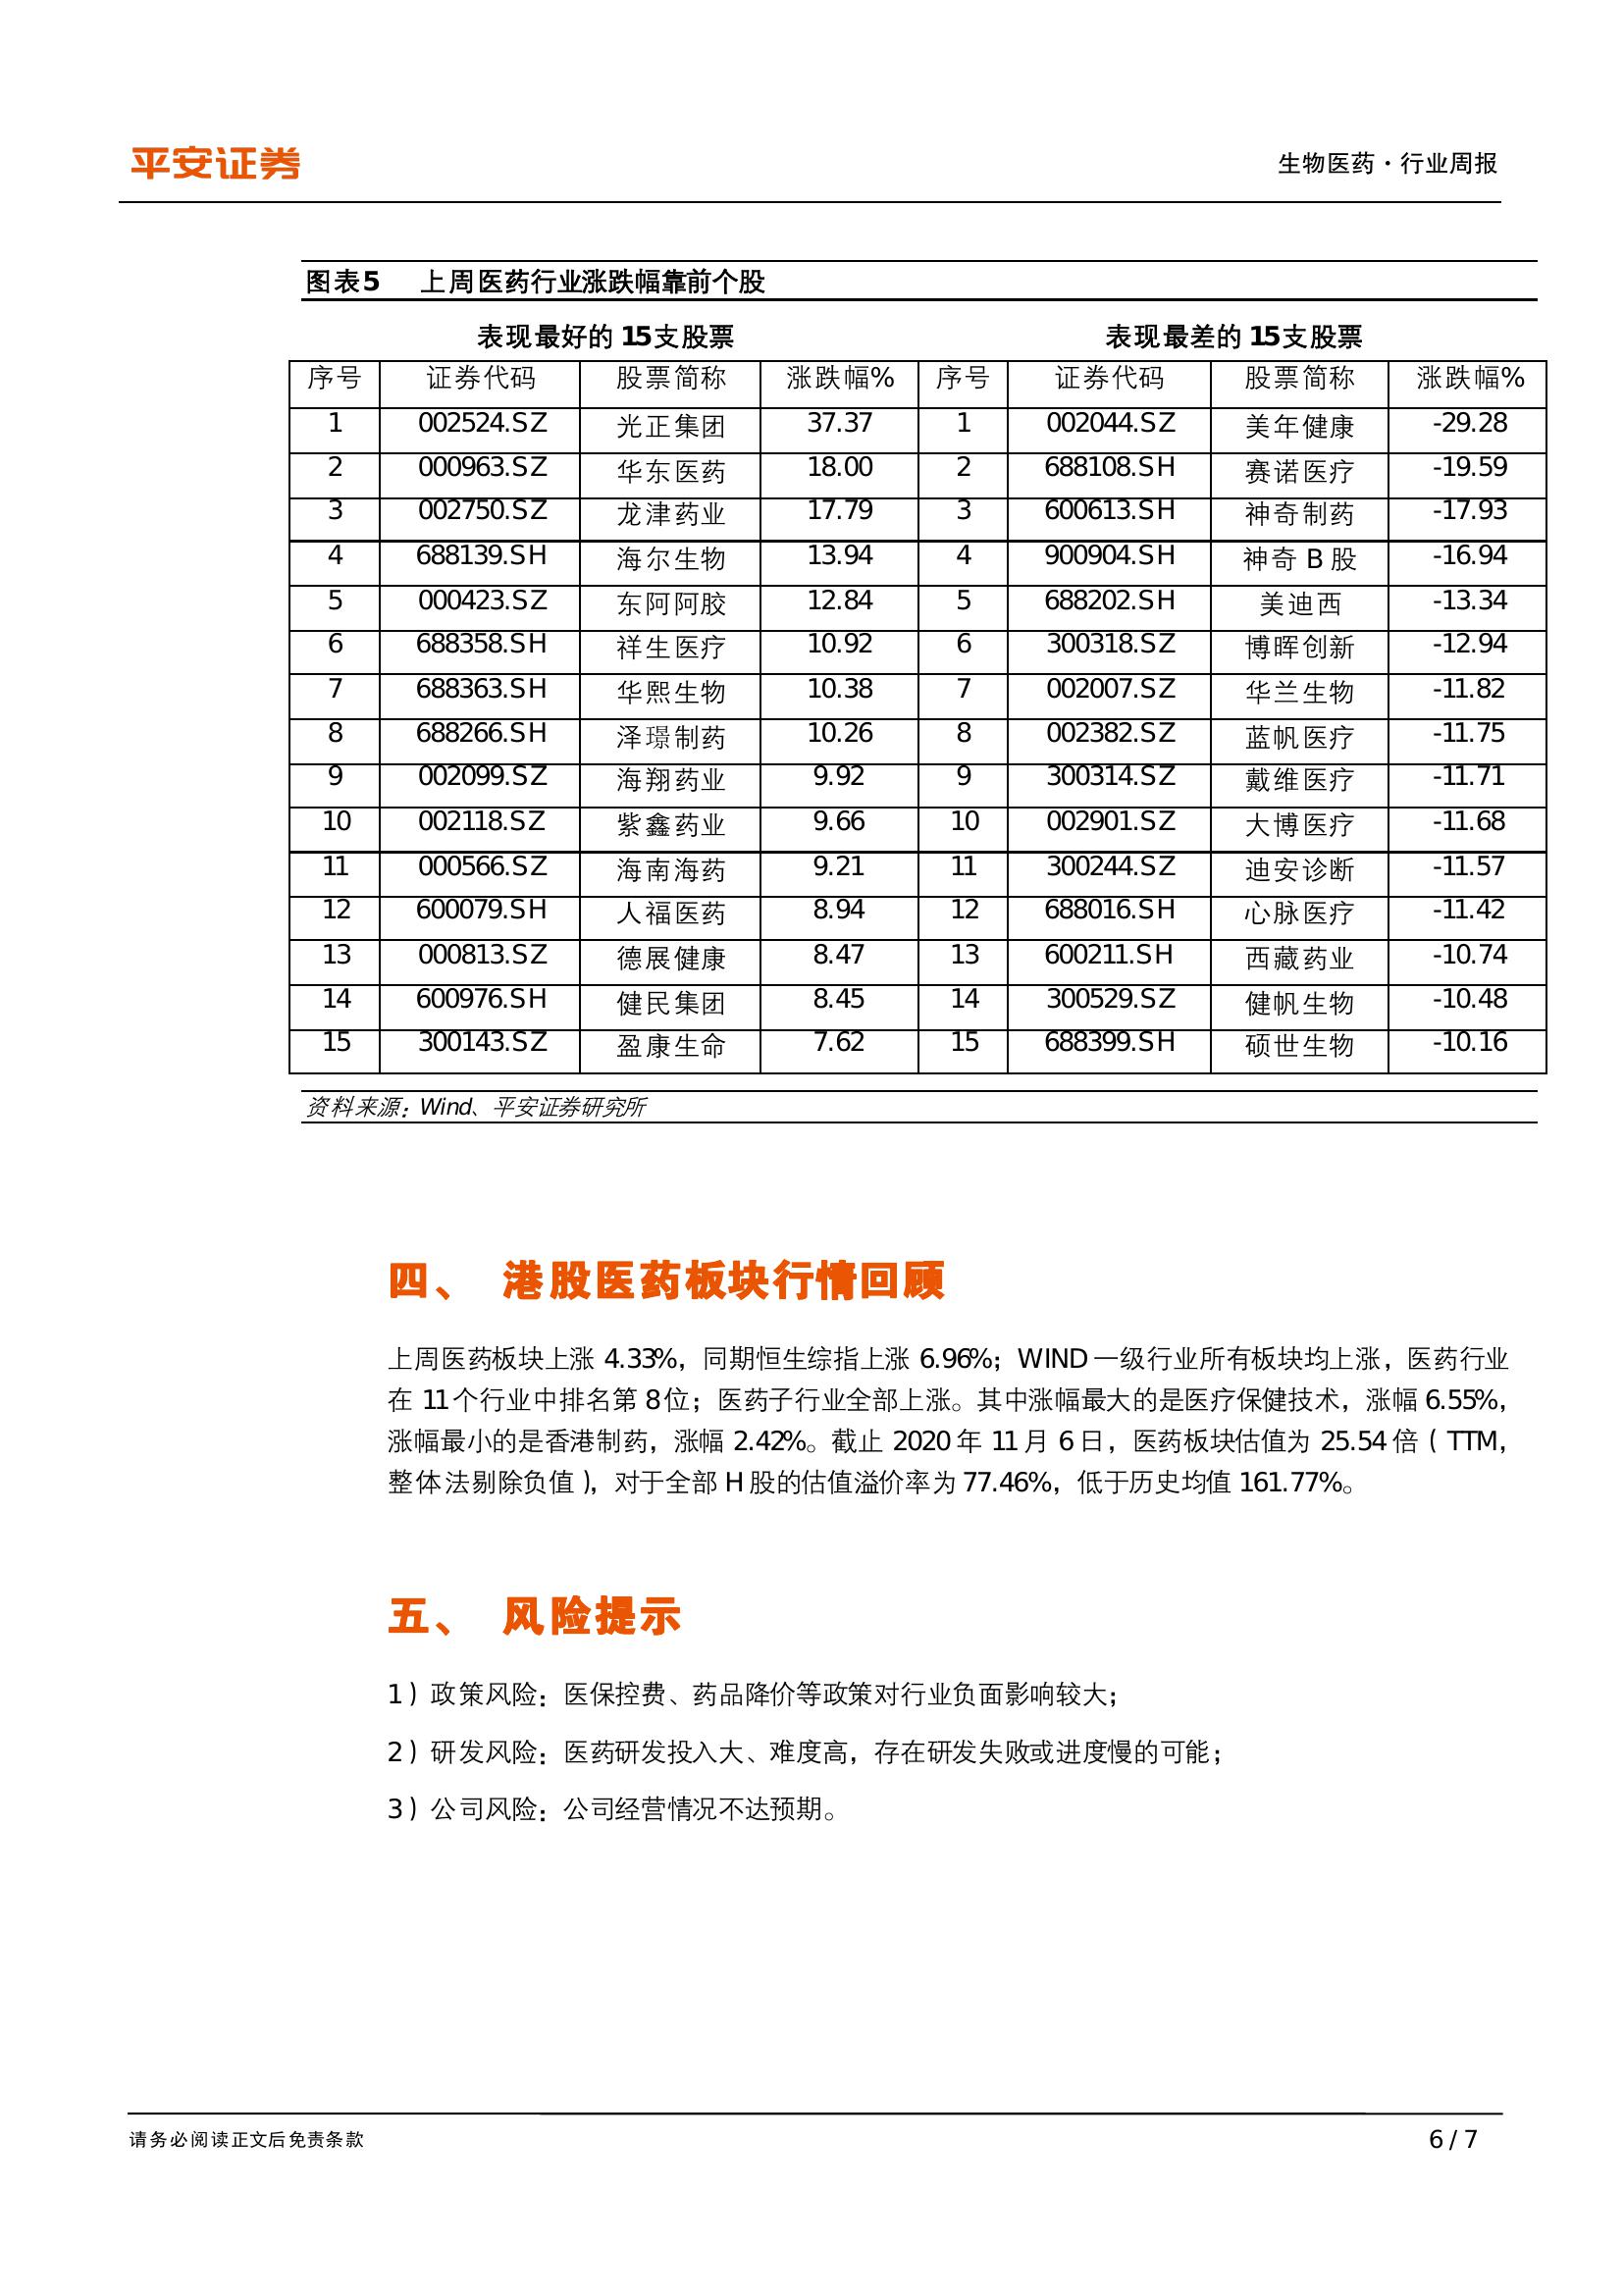 平安证券
生物医药·行业周报
图表5 上周医药行业涨跌幅靠前个股
表现最好的 15支股票 表现最差的 15支股票
序号 证券代码 股票简称 涨跌幅% 序号 证券代码 股票简称 涨跌幅%
1 002524.SZ 光正集团 37.37 1 002044.SZ 美年健康 -29.28
2 000963.SZ 华东医药 18.00 2 688108.SH 赛诺医疗 -19.59
3 002750.SZ 龙津药业 17.79 3 600613.SH 神奇制药 -17.93
4 688139.SH 海尔生物 13.94 4 900904.SH 神奇 B 股 -16.94
5 000423.SZ 东阿阿胶 12.84 5 688202.SH 美迪西 -13.34
6 688358.SH 祥生医疗 10.92 6 300318.SZ 博晖创新 -12.94
7 688363.SH 华熙生物 10.38 7 002007.SZ 华兰生物 -11.82
8 688266.SH 泽璟制药 10.26 8 002382.SZ 蓝帆医疗 -11.75
9 002099.SZ 海翔药业 9.92 9 300314.SZ 戴维医疗 -11.71
10 002118.SZ 紫鑫药业 9.66 10 002901.SZ 大博医疗 -11.68
11 000566.SZ 海南海药 9.21 11 300244.SZ 迪安诊断 -11.57
12 600079.SH 人福医药 8.94 12 688016.SH 心脉医疗 -11.42
13 000813.SZ 德展健康 8.47 13 600211.SH 西藏药业 -10.74
14 600976.SH 健民集团 8.45 14 300529.SZ 健帆生物 -10.48
15 300143.SZ 盈康生命 7.62 15 688399.SH 硕世生物 -10.16
资料来源：Wind、平安证券研究所
四、 港股医药板块行情回顾
上周医药板块上涨 4.33%，同期恒生综指上涨 6.96%；WIND 一级行业所有板块均上涨，医药行业
在 11个行业中排名第 8位；医药子行业全部上涨。其中涨幅最大的是医疗保健技术，涨幅 6.55%，
涨幅最小的是香港制药，涨幅 2.42%。截止 2020 年 11 月 6 日，医药板块估值为 25.54 倍（TTM，
整体法剔除负值），对于全部 H 股的估值溢价率为 77.46%，低于历史均值 161.77%。
五、 风险提示
1）政策风险：医保控费、药品降价等政策对行业负面影响较大；
2）研发风险：医药研发投入大、难度高，存在研发失败或进度慢的可能；
3）公司风险：公司经营情况不达预期。
请务必阅读正文后免责条款 6 / 7